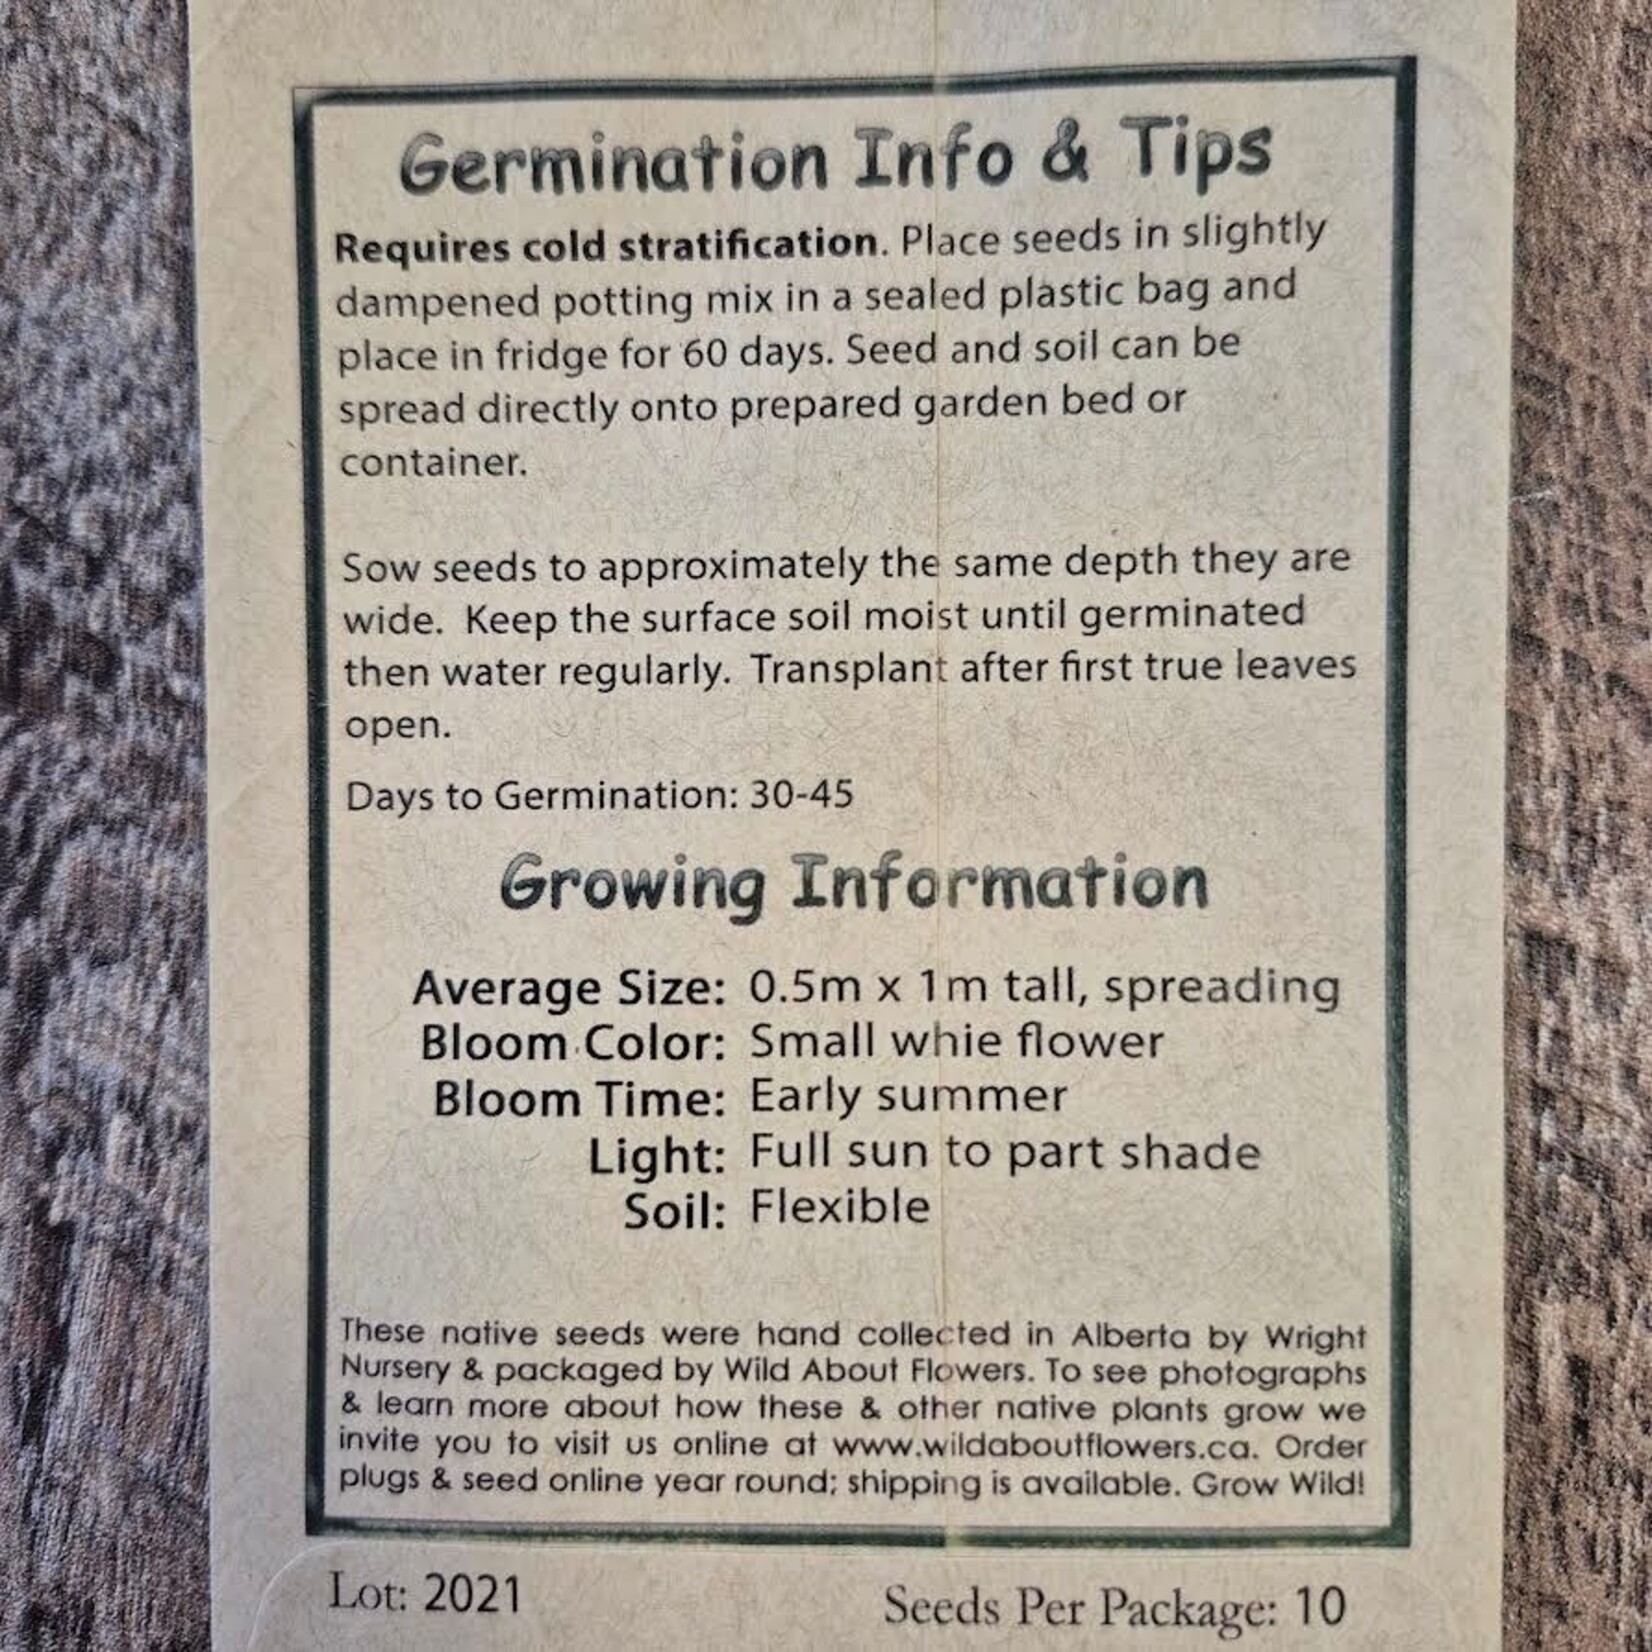 Germination Info & Tips
Requires cold stratification. Place seeds in slightly
dampened potting mix in a sealed plastic bag and
place in fridge for 60 days. Seed and soil can be
spread directly onto prepared garden bed or
container.
Sow seeds to approximately the same depth they are
wide. Keep the surface soil moist until germinated
then water regularly. Transplant after first true leaves
open.
Days to Germination: 30-45
Growing Information
Average Size: 0.5m x 1m tall, spreading
Bloom Color: Small whie flower
Bloom Time: Early summer
Light: Full sun to part shade
Soil: Flexible
These native seeds were hand collected in Alberta by Wright
Nursery & packaged by Wild About Flowers. To see photographs
& learn more about how these & other native plants grow we
invite you to visit us online at www.wildaboutflowers.ca. Order
plugs & seed online year round; shipping is available. Grow Wild!
Lot: 2021 Seeds Per Package: 10